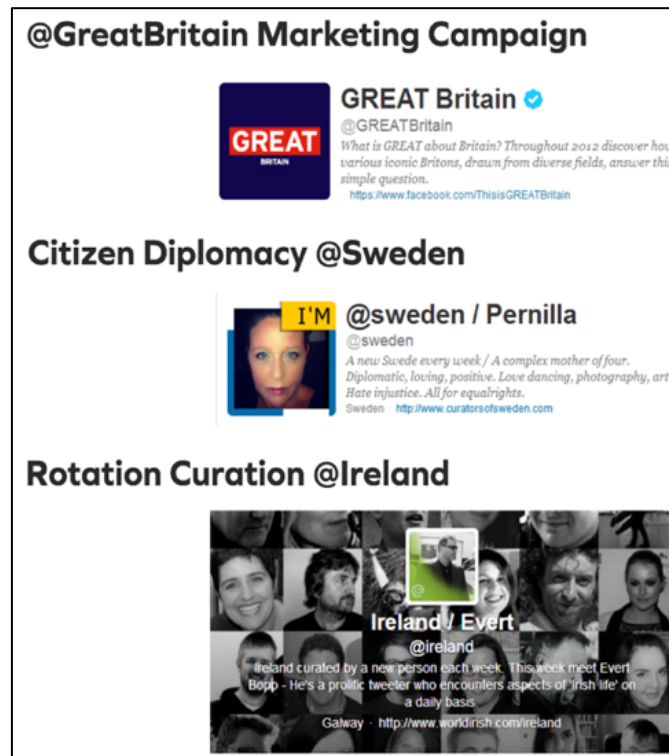 @GreatBritain Marketing Campaign
GREAT
BRITAIN
GREAT Britain
@GREATBritain
What is GREAT about Britain? Throughout 2012 discover how
various iconic Britons, drawn from diverse fields, answer this
simple question.
· https://www.facebook.com/ThisisGREATBritain
Citizen Diplomacy @Sweden
I'M
@sweden / Pernilla
@sweden
A new Swede every week / A complex mother of four.
Diplomatic, loving, positive. Love dancing, photography, art
Hate injustice. All for equalrights.
Sweden · http://www.curatorsofsweden.com
Rotation Curation @Ireland
@
Ireland / Evert
@ireland
Ireland curated by a new person each week. This week meet Evert
Bopp - He's a prolific tweeter who encounters aspects of 'Irish life' on
a daily basis
Galway · http://www.worldirish.com/ireland